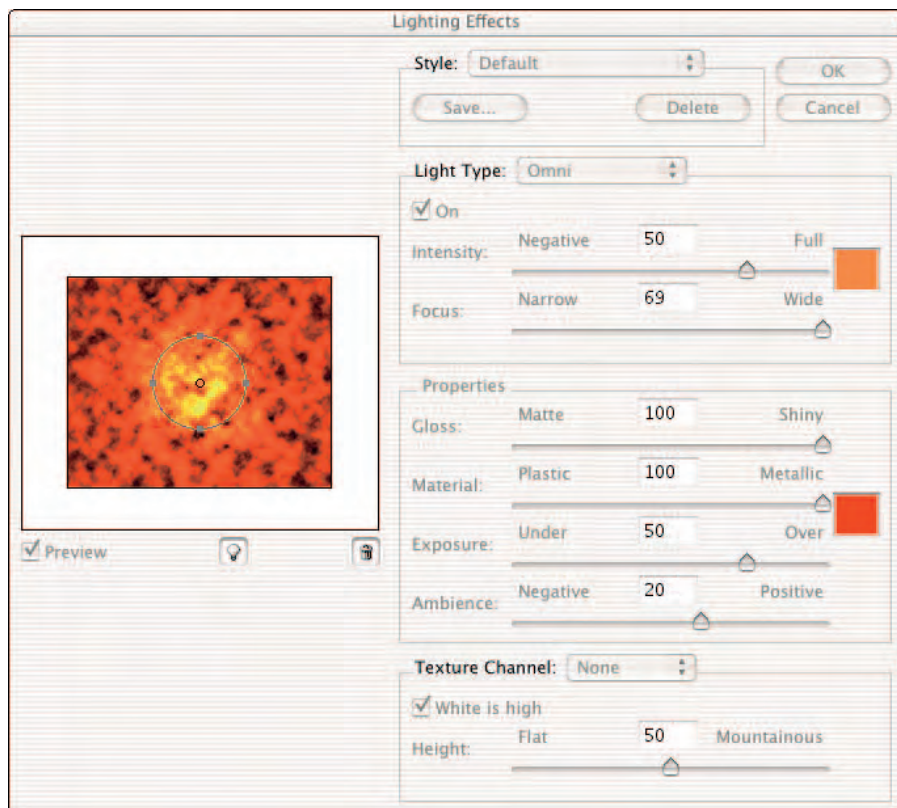 Lighting Effects
Style: Default
OK
Save... Delete Cancel
Light Type: Omni
On
Intensity: Negative 50 Full
Focus: Narrow 69 Wide
Properties
Gloss: Matte 100 Shiny
Material: Plastic 100 Metallic
Exposure: Under 50 Over
Ambience: Negative 20 Positive
Preview
Texture Channel: None
White is high
Height: Flat 50 Mountainous